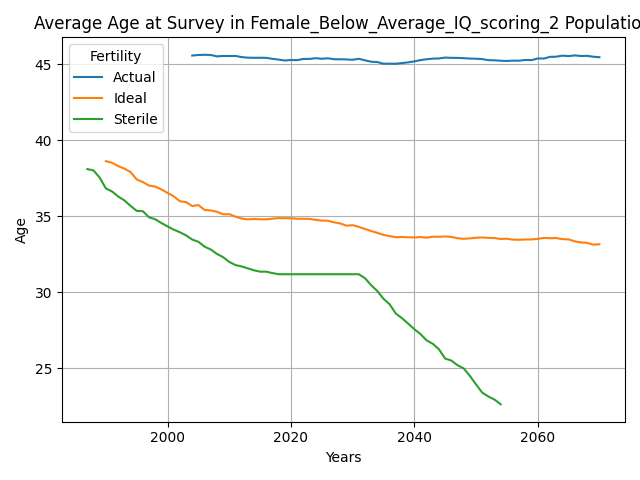 Average Age at Survey in Female_Below_Average_IQ_scoring_2 Populatio
Fertility
Actual
Ideal
Sterile
45
40
35
30
25
Age
2000 2020 2040 2060
Years